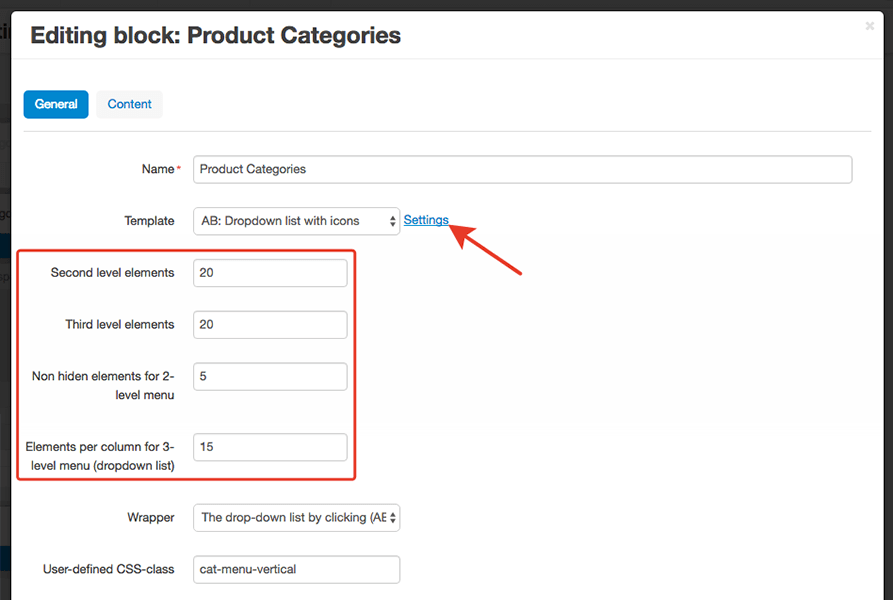 Editing block: Product Categories
×
General Content
Name* Product Categories
Template AB: Dropdown list with icons Settings
Second level elements 20
Third level elements 20
Non hiden elements for 2-
level menu
5
Elements per column for 3-
level menu (dropdown list)
15
Wrapper The drop-down list by clicking (AB
User-defined CSS-class cat-menu-vertical